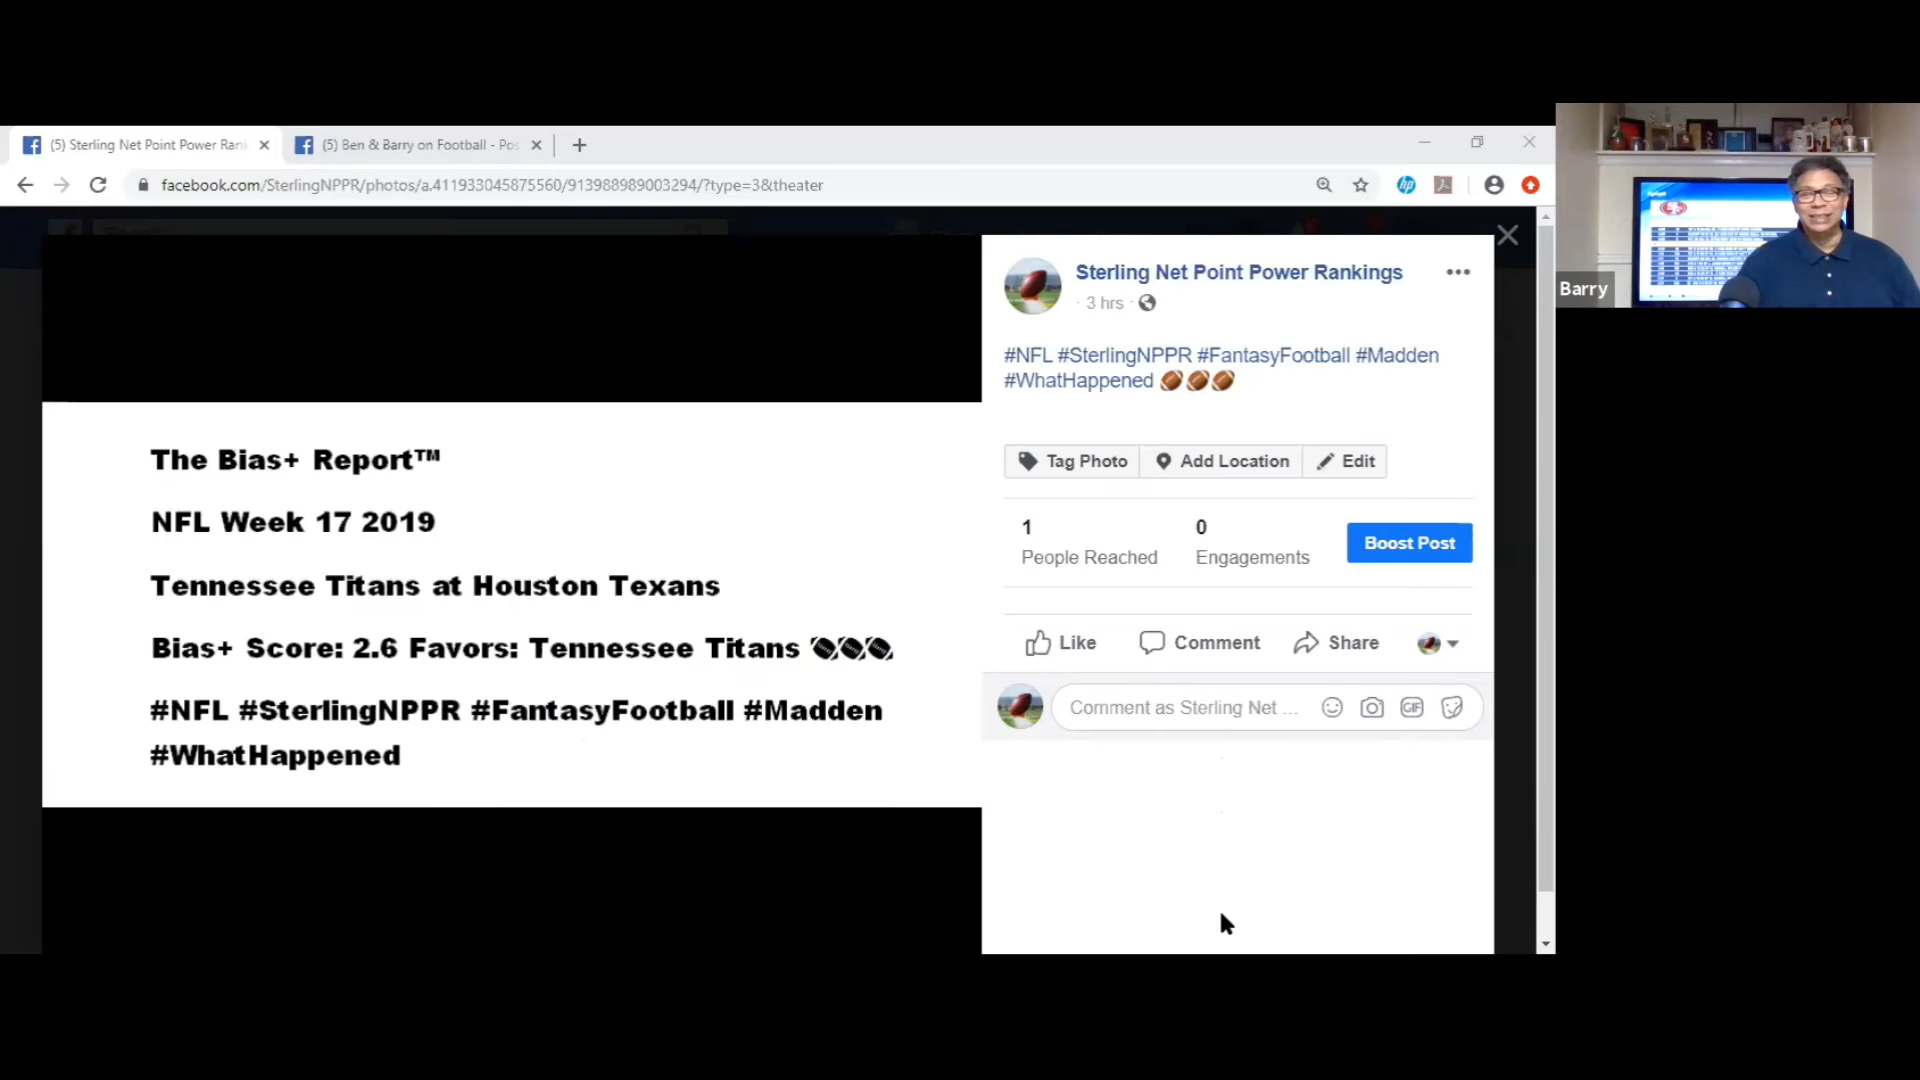 (5) Sterling Net Point Power Ran
(5) Ben & Barry on Football - Pos
facebook.com/SterlingNPPR/photos/a.411933045875560/913988989003294/?type=3&theater
Sterling Net Point Power Rankings
3 hrs
#NFL #SterlingNPPR #FantasyFootball #Madden
#WhatHappened 🏈🏈🏈
Tag Photo Add Location Edit
1 0
People Reached Engagements
Boost Post
Like Comment Share
Comment as Sterling Net ...
GIF
The Bias+ Report™
NFL Week 17 2019
Tennessee Titans at Houston Texans
Bias+ Score: 2.6 Favors: Tennessee Titans 🏈🏈🏈
#NFL #SterlingNPPR #FantasyFootball #Madden
#WhatHappened
Barry